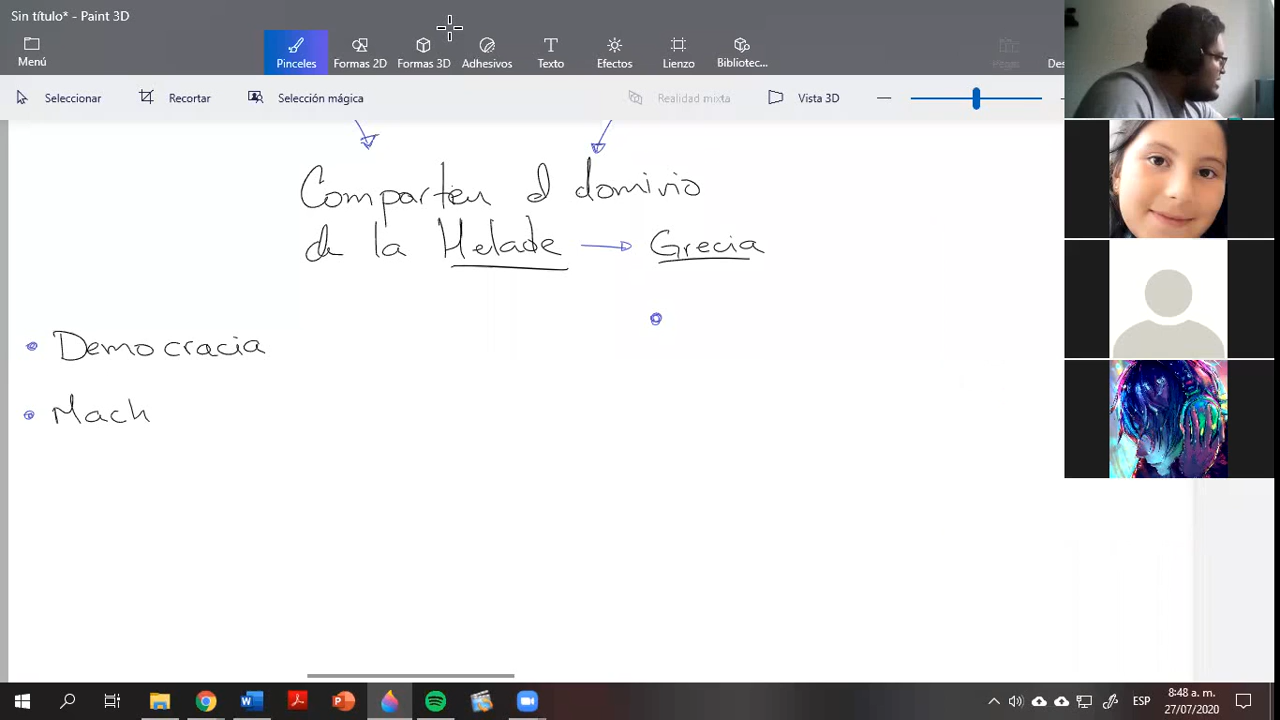 Sin título* - Paint 3D
Menú
Pinceles
Formas 2D
Formas 3D
Adhesivos
Texto
Efectos
Lienzo
Bibliotec...
Pegar
Des
Seleccionar
Recortar
Selección mágica
Realidad mixta
Vista 3D
Comparten el dominio
de la Helade → Grecia
• Democracia
• Mach
ESP
8:48 a. m.
27/07/2020